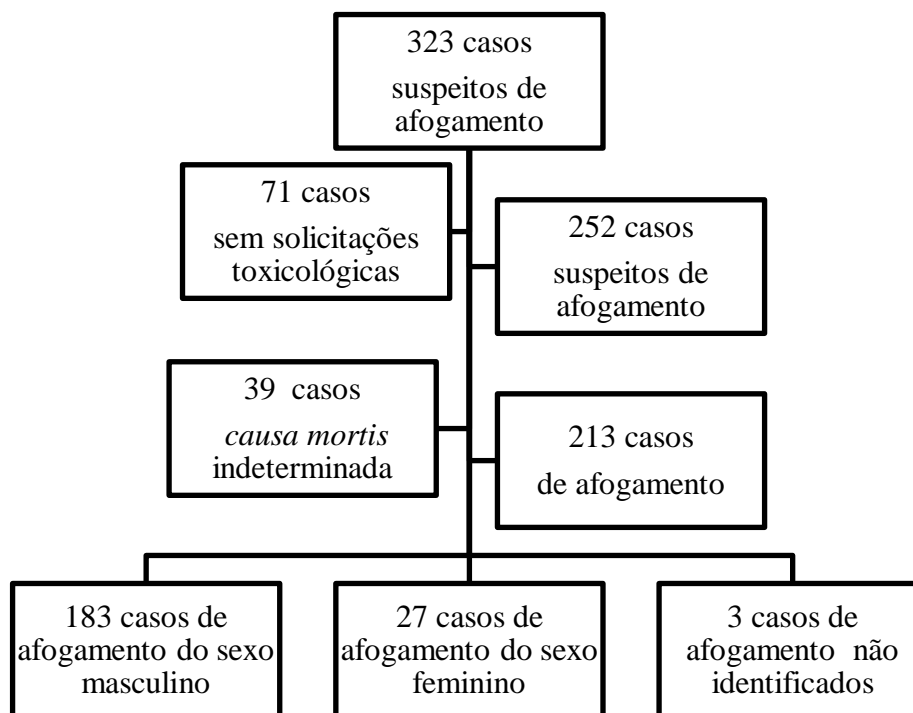 323 casos
suspeitos de
afogamento
71 casos
sem solicitações
toxicológicas
252 casos
suspeitos de
afogamento
39 casos
causa mortis
indeterminada
213 casos
de afogamento
183 casos de
afogamento do sexo
masculino
27 casos de
afogamento do sexo
feminino
3 casos de
afogamento não
identificados